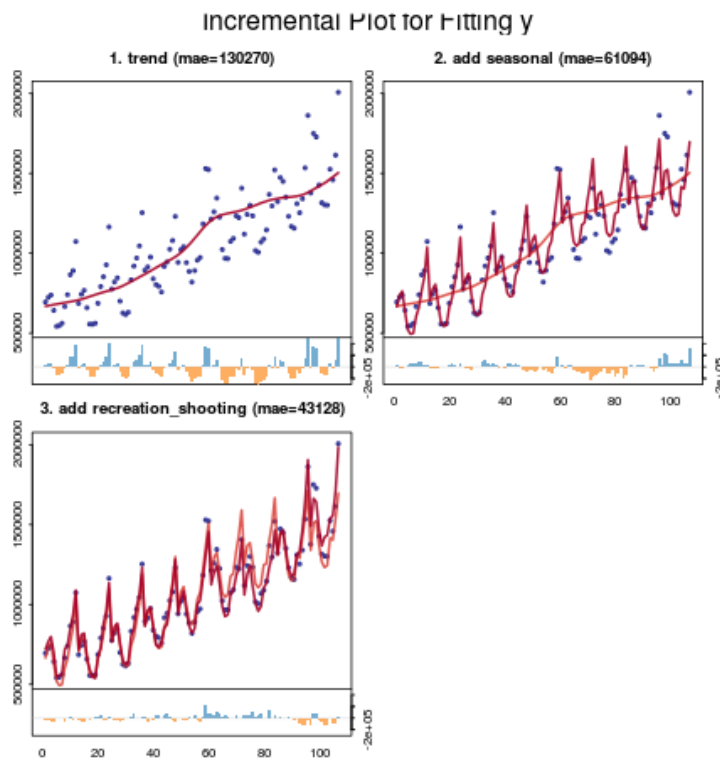 Incremental Plot for Fitting y
1. trend (mae=130270)
2. add seasonal (mae=61094)
2000000
1500000
1000000
500000
2000000
1500000
1000000
500000
-2e+05
-2e+05
0 20 40 60 80 100
3. add recreation_shooting (mae=43128)
2000000
1500000
1000000
500000
-2e+05
0 20 40 60 80 100